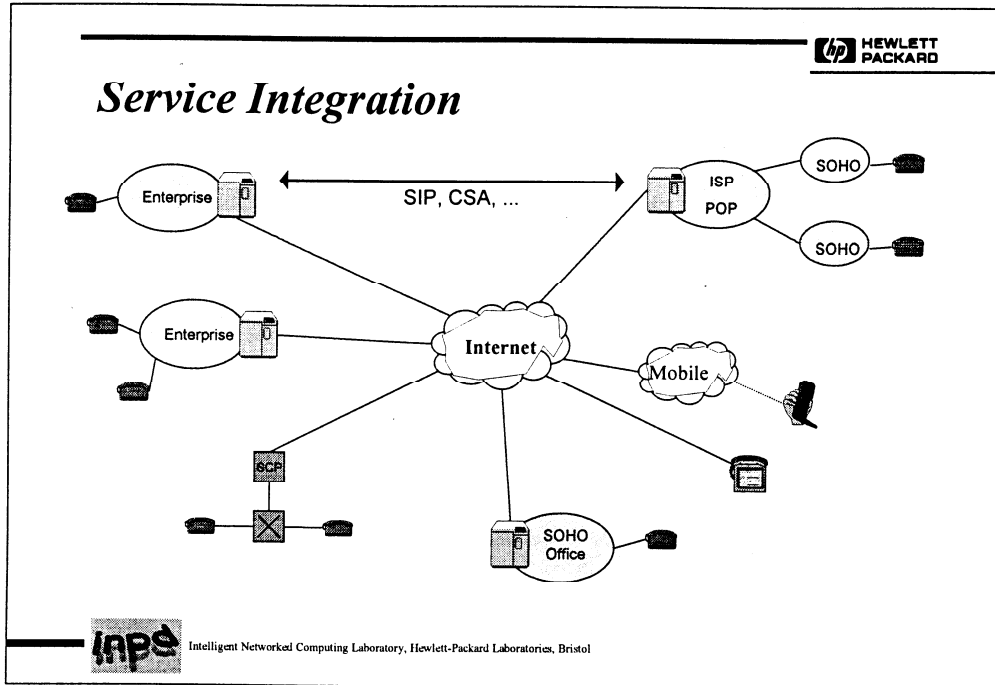 hp HEWLETT
PACKARD
Service Integration
Enterprise
SIP, CSA, ...
ISP
POP
SOHO
SOHO
Enterprise
Internet
Mobile
SCP
SOHO
Office
Intelligent Networked Computing Laboratory, Hewlett-Packard Laboratories, Bristol